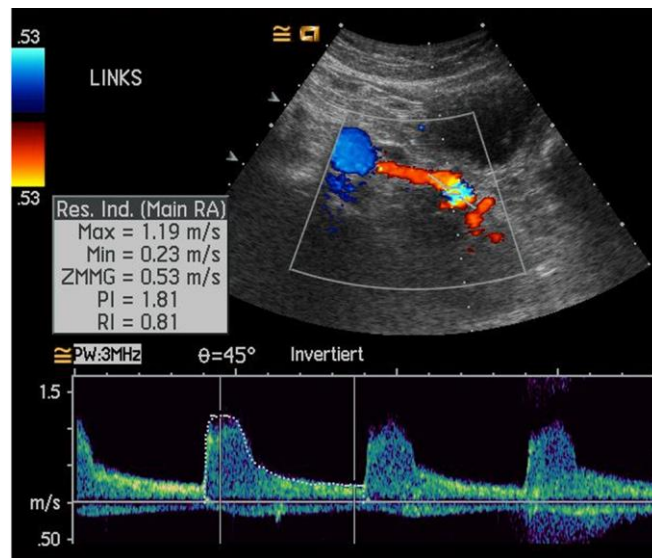 .53
LINKS
.53
Res. Ind. (Main RA)
Max = 1.19 m/s
Min = 0.23 m/s
ZMMG = 0.53 m/s
PI = 1.81
RI = 0.81
PW:3MHz θ=45° Invertiert
1.5
m/s
.50